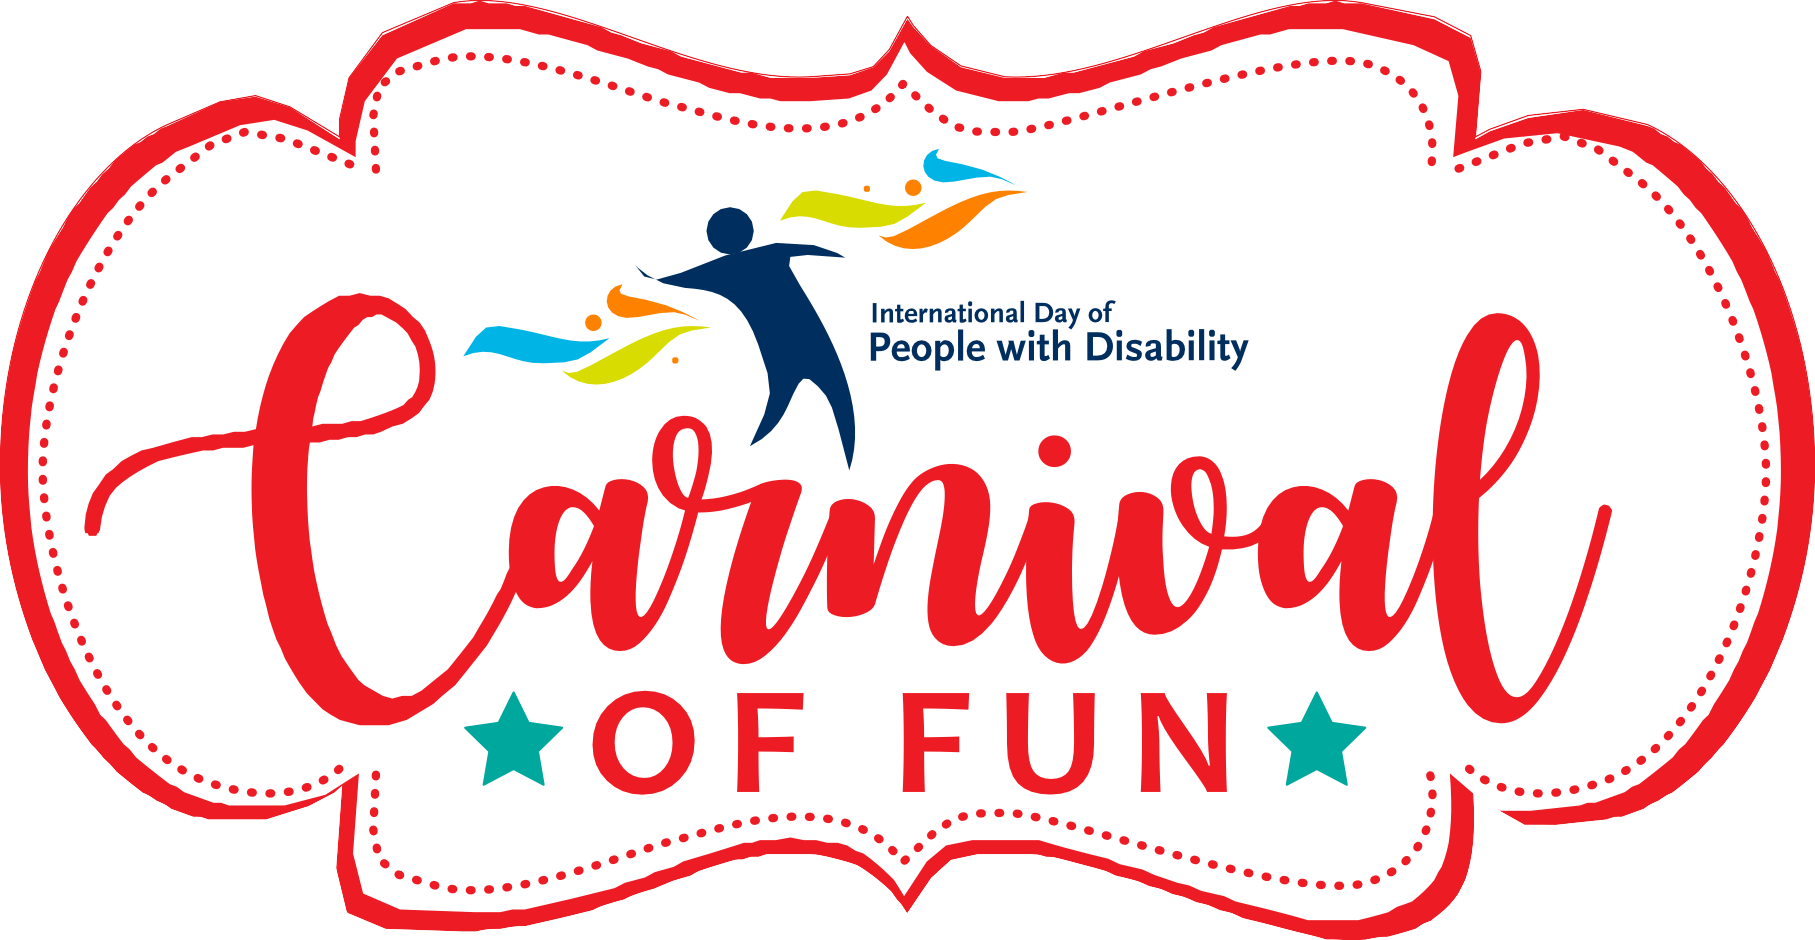 International Day of
People with Disability
Carnival
OF FUN